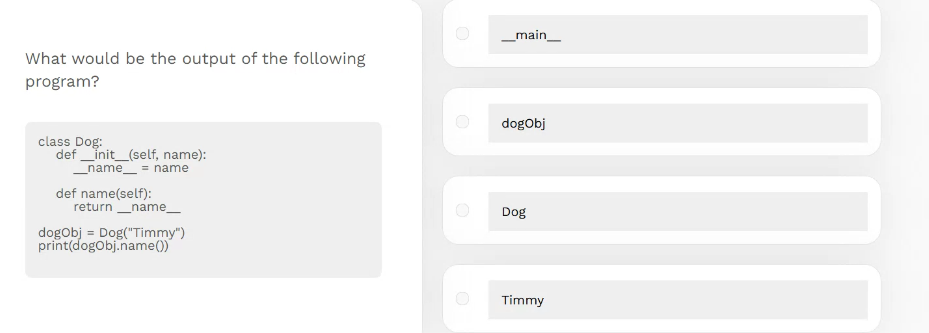 What would be the output of the following
program?
class Dog:
def __init__(self, name):
__name__ = name
def name(self):
return __name__
dogObj = Dog("Timmy")
print(dogObj.name())
__main__
dogObj
Dog
Timmy